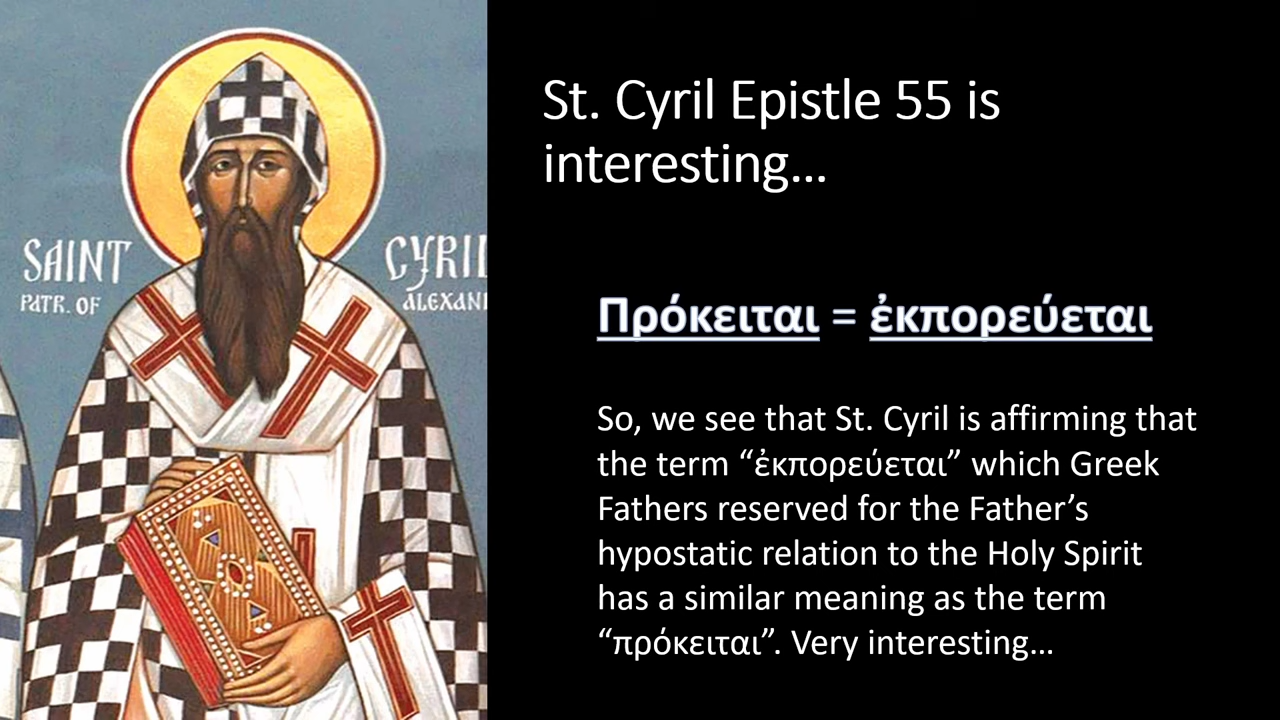 St. Cyril Epistle 55 is
interesting…
SAINT
CYRIL
PATR. OF
ALEXAN
Πρόκειται = ἐκπορεύεται
So, we see that St. Cyril is affirming that
the term “ἐκπορεύεται” which Greek
Fathers reserved for the Father’s
hypostatic relation to the Holy Spirit
has a similar meaning as the term
“πρόκειται”. Very interesting…